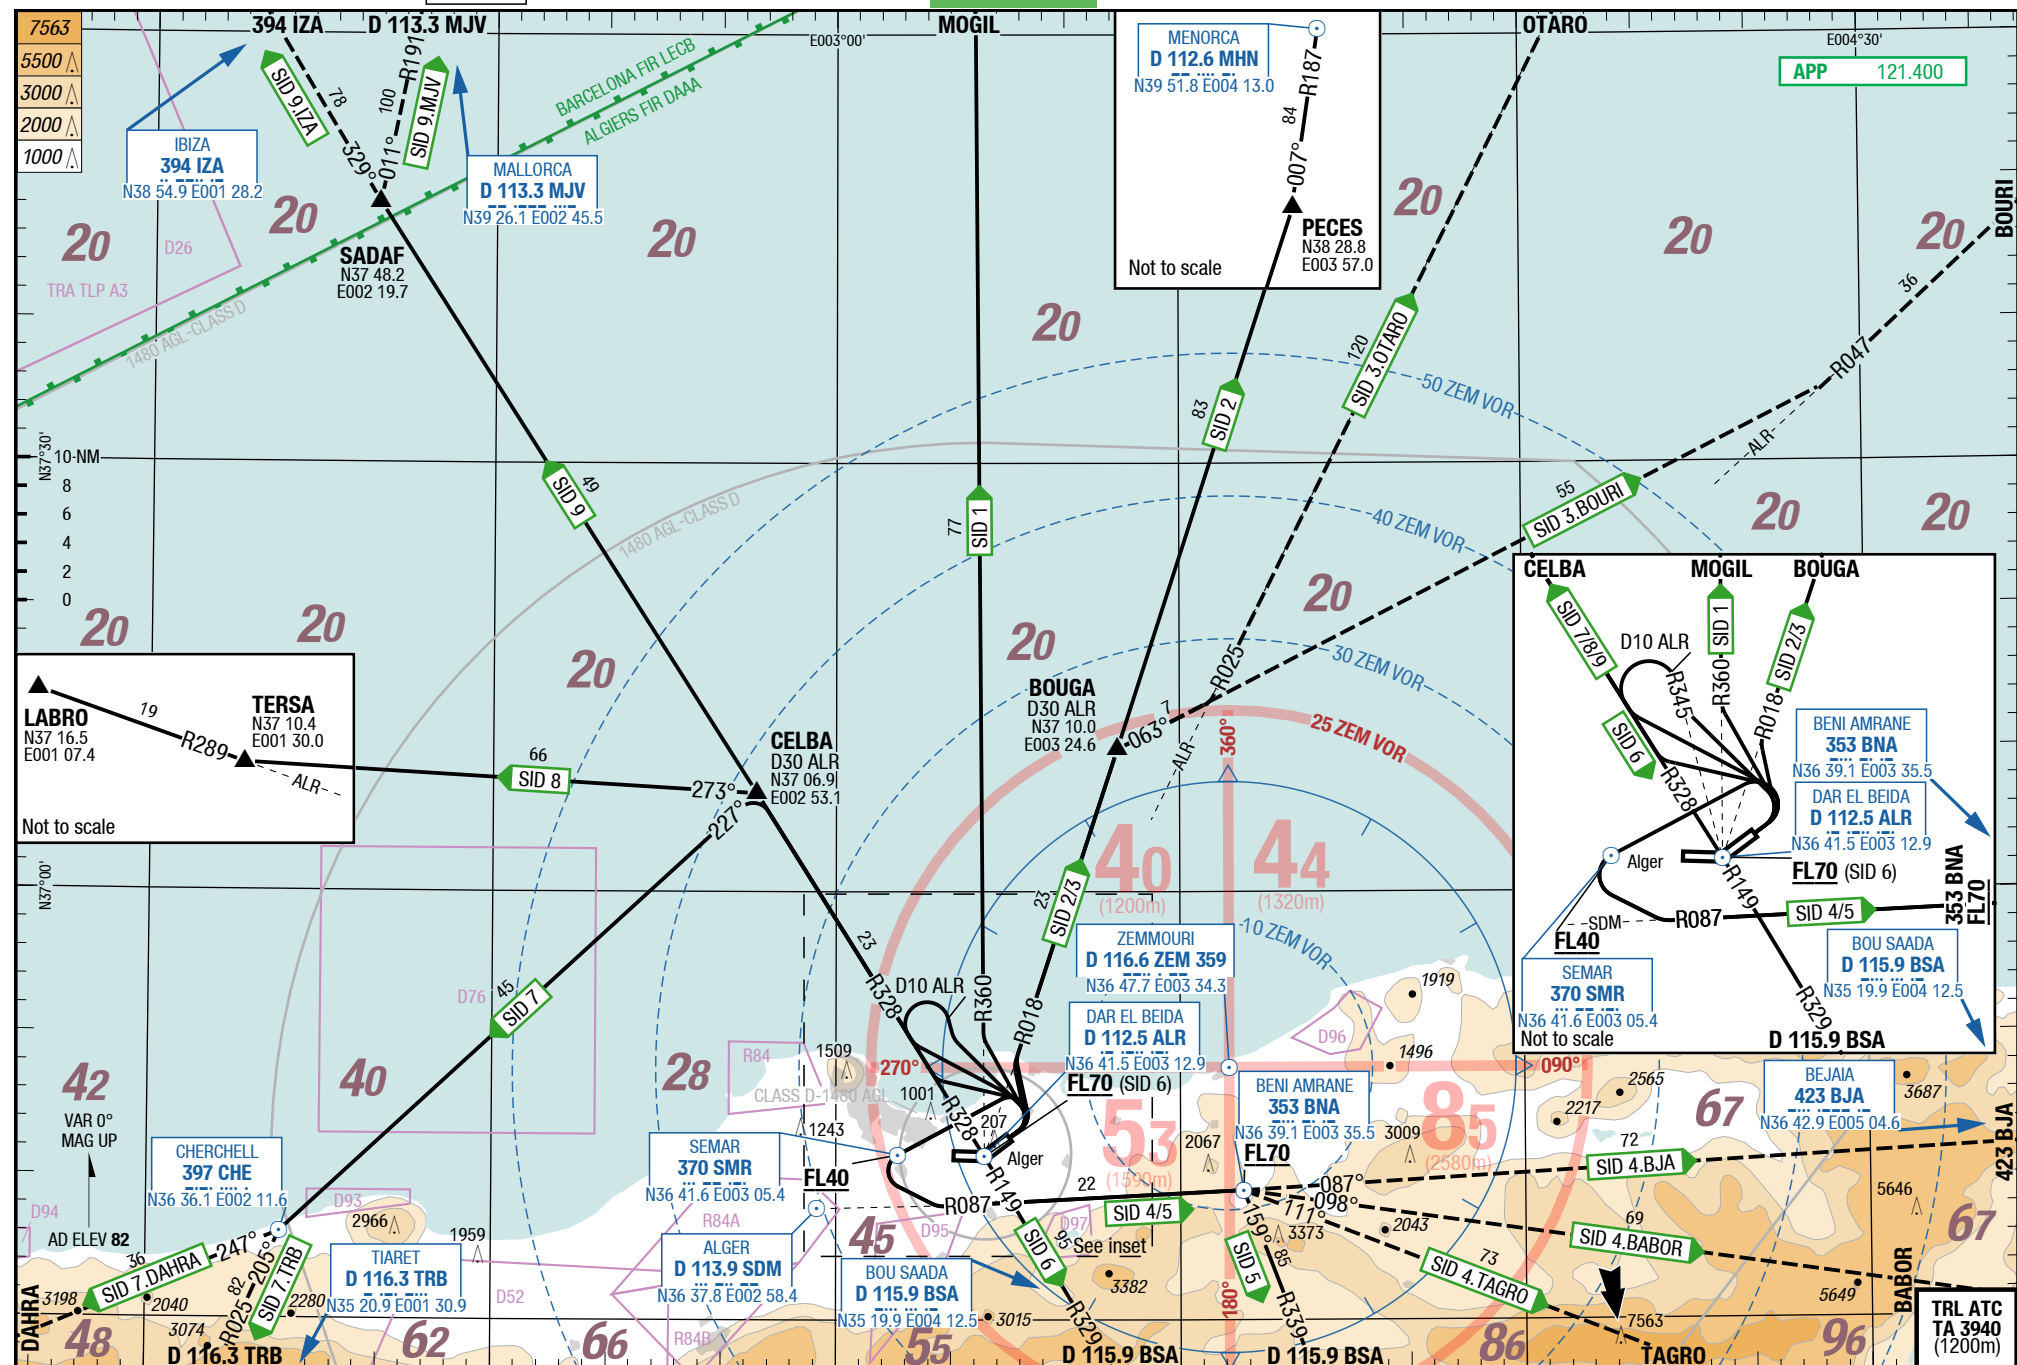 7563
5500
3000
2000
1000
394 IZA
D 113.3 MJV
MOGIL
OTARO
E003°00'
E004°30'
APP 121.400
BARCELONA FIR LECB
ALGIERS FIR DAAA
SID 9.IZA
78
329°
R191
100
011°
SID 9.MJV
IBIZA
394 IZA
N38 54.9 E001 28.2
MALLORCA
D 113.3 MJV
N39 26.1 E002 45.5
MENORCA
D 112.6 MHN
N39 51.8 E004 13.0
R187
84
007°
PECES
N38 28.8
E003 57.0
Not to scale
BOURI
20
20
20
20
20
20
D26
TRA TLP A3
1480 AGL-CLASS D
SADAF
N37 48.2
E002 19.7
20
SID 3.OTARO
120
36
R047
ALR
50 ZEM VOR
SID 2
83
N37°30'
10 NM
8
6
4
2
0
SID 9
49
1480 AGL-CLASS D
SID 1
77
40 ZEM VOR
55
SID 3.BOURI
20
20
20
20
20
20
20
30 ZEM VOR
R025
LABRO
N37 16.5
E001 07.4
19
R289
TERSA
N37 10.4
E001 30.0
ALR
Not to scale
66
SID 8
273°
227°
CELBA
D30 ALR
N37 06.9
E002 53.1
BOUGA
D30 ALR
N37 10.0
E003 24.6
063°
7
ALR
360°
25 ZEM VOR
CELBA
MOGIL
BOUGA
SID 7/8/9
D10 ALR
SID 1
SID 2/3
R345
R360
R018
SID 6
R328
BENI AMRANE
353 BNA
N36 39.1 E003 35.5
DAR EL BEIDA
D 112.5 ALR
N36 41.5 E003 12.9
Alger
FL70 (SID 6)
R149
SDM
R087
SID 4/5
353 BNA
FL70
FL40
SEMAR
370 SMR
N36 41.6 E003 05.4
Not to scale
BOU SAADA
D 115.9 BSA
N35 19.9 E004 12.5
R329
D 115.9 BSA
N37°00'
40
(1200m)
44
(1320m)
23
SID 2/3
23
10 ZEM VOR
ZEMMOURI
D 116.6 ZEM 359
N36 47.7 E003 34.3
DAR EL BEIDA
D 112.5 ALR
N36 41.5 E003 12.9
FL70 (SID 6)
D76
45
SID 7
R328
D10 ALR
R360
R018
1919
D96
1496
090°
270°
R84
1509
CLASS D-1480 AGL
1001
1243
207
R328
42
40
28
VAR 0°
MAG UP
CHERCHELL
397 CHE
N36 36.1 E002 11.6
SEMAR
370 SMR
N36 41.6 E003 05.4
FL40
Alger
53
(1590m)
2067
BENI AMRANE
353 BNA
N36 39.1 E003 35.5
FL70
3009
85
(2580m)
2565
2217
67
BEJAIA
423 BJA
N36 42.9 E005 04.6
3687
423 BJA
72
SID 4.BJA
087°
098°
111°
R149
R087
22
SID 4/5
D94
D93
2966
1959
AD ELEV 82
R84A
45
D95
D97
See inset
SID 6
95
159°
SID 5
85
3373
2043
69
SID 4.BABOR
5646
67
36
SID 7.DAHRA
247°
205°
SID 7.TRB
82
R025
TIARET
D 116.3 TRB
N35 20.9 E001 30.9
ALGER
D 113.9 SDM
N36 37.8 E002 58.4
BOU SAADA
D 115.9 BSA
N35 19.9 E004 12.5
3382
73
SID 4.TAGRO
5649
BABOR
D52
R84B
DAHRA
3198
2040
2280
3074
48
62
66
55
3015
R329
180°
R339
86
7563
96
D 116.3 TRB
D 115.9 BSA
D 115.9 BSA
TAGRO
TRL ATC
TA 3940
(1200m)